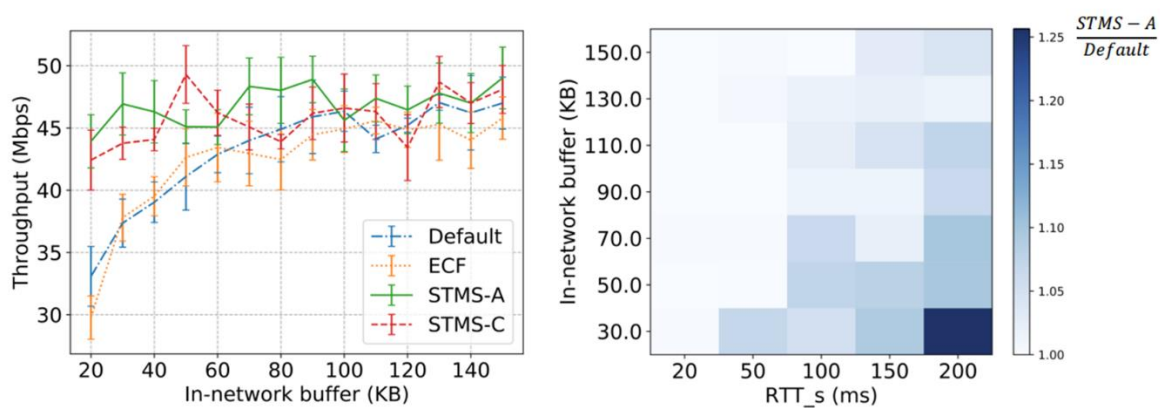 50
45
40
35
30
Throughput (Mbps)
Default
ECF
STMS-A
STMS-C
20 40 60 80 100 120 140
In-network buffer (KB)
150.0
130.0
110.0
90.0
70.0
50.0
30.0
In-network buffer (KB)
20 50 100 150 200
RTT_s (ms)
1.25
1.20
1.15
1.10
1.05
1.00
STMS − A
Default